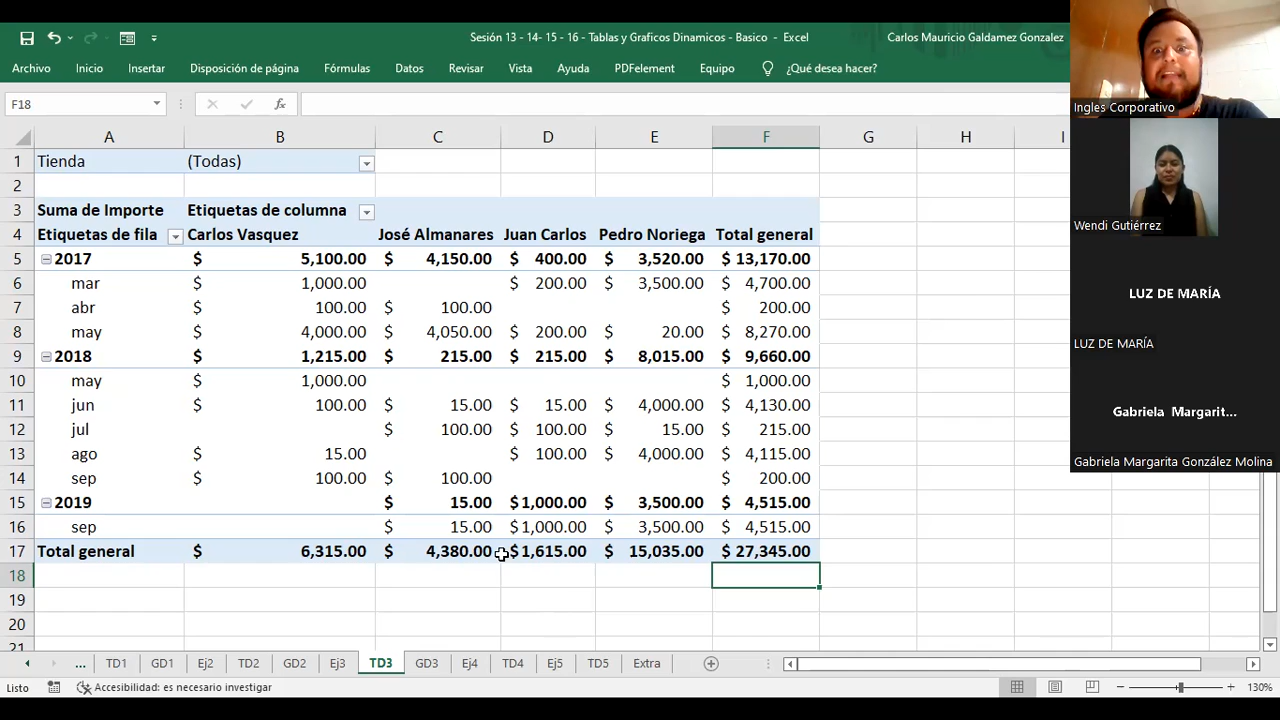 Sesión 13 - 14- 15 - 16 - Tablas y Graficos Dinamicos - Basico - Excel
Carlos Mauricio Galdamez Gonzalez
Archivo Inicio Insertar Disposición de página Fórmulas Datos Revisar Vista Ayuda PDFelement Equipo ¿Qué desea hacer?
F18 fx
A B C D E F G H I
1 Tienda (Todas)
2
3 Suma de Importe Etiquetas de columna
4 Etiquetas de fila Carlos Vasquez José Almanares Juan Carlos Pedro Noriega Total general
5 2017 $ 5,100.00 $ 4,150.00 $ 400.00 $ 3,520.00 $ 13,170.00
6 mar $ 1,000.00 $ 200.00 $ 3,500.00 $ 4,700.00
7 abr $ 100.00 $ 100.00 $ 200.00
8 may $ 4,000.00 $ 4,050.00 $ 200.00 $ 20.00 $ 8,270.00
9 2018 $ 1,215.00 $ 215.00 $ 215.00 $ 8,015.00 $ 9,660.00
10 may $ 1,000.00 $ 1,000.00
11 jun $ 100.00 $ 15.00 $ 15.00 $ 4,000.00 $ 4,130.00
12 jul $ 100.00 $ 100.00 $ 15.00 $ 215.00
13 ago $ 15.00 $ 100.00 $ 4,000.00 $ 4,115.00
14 sep $ 100.00 $ 100.00 $ 200.00
15 2019 $ 15.00 $1,000.00 $ 3,500.00 $ 4,515.00
16 sep $ 15.00 $1,000.00 $ 3,500.00 $ 4,515.00
17 Total general $ 6,315.00 $ 4,380.00 $1,615.00 $ 15,035.00 $ 27,345.00
18
19
20
21
... TD1 GD1 Ej2 TD2 GD2 Ej3 TD3 GD3 Ej4 TD4 Ej5 TD5 Extra
Listo Accesibilidad: es necesario investigar 130%
Ingles Corporativo
Wendi Gutiérrez
LUZ DE MARÍA
LUZ DE MARÍA
Gabriela Margarit...
Gabriela Margarita González Molina